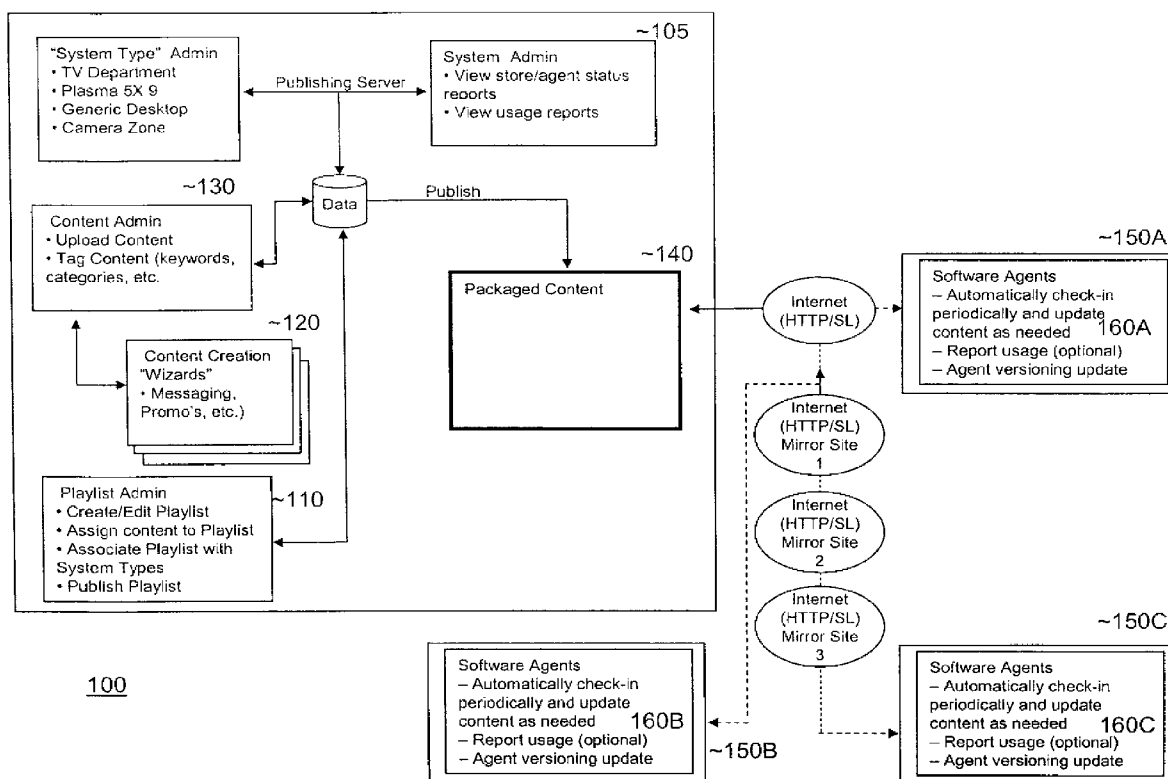 ~105
"System Type" Admin
• TV Department
• Plasma 5X 9
• Generic Desktop
• Camera Zone
Publishing Server
System Admin
• View store/agent status
reports
• View usage reports
~130
Data
Publish
Content Admin
• Upload Content
• Tag Content (keywords,
categories, etc.
~140
Packaged Content
~120
Content Creation
"Wizards"
• Messaging,
Promo's, etc.)
~110
Playlist Admin
• Create/Edit Playlist
• Assign content to Playlist
• Associate Playlist with
System Types
• Publish Playlist
Internet
(HTTP/SL)
~150A
Software Agents
– Automatically check-in
periodically and update
content as needed 160A
– Report usage (optional)
– Agent versioning update
Internet
(HTTP/SL)
Mirror Site
1
Internet
(HTTP/SL)
Mirror Site
2
Internet
(HTTP/SL)
Mirror Site
3
100
Software Agents
– Automatically check-in
periodically and update
content as needed 160B
– Report usage (optional)
– Agent versioning update
~150B
~150C
Software Agents
– Automatically check-in
periodically and update
content as needed 160C
– Report usage (optional)
– Agent versioning update